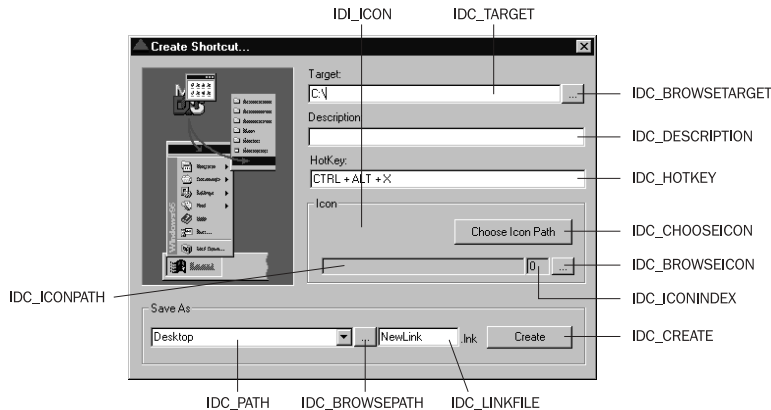 IDI_ICON IDC_TARGET
Create Shortcut...
Target:
C:\
...
IDC_BROWSETARGET
Description
IDC_DESCRIPTION
HotKey:
CTRL + ALT + X
IDC_HOTKEY
Icon
Choose Icon Path
IDC_CHOOSEICON
0
...
IDC_BROWSEICON
IDC_ICONPATH
IDC_ICONINDEX
Windows95
Save As
Desktop
...
NewLink
.lnk
Create
IDC_CREATE
IDC_PATH IDC_BROWSEPATH IDC_LINKFILE